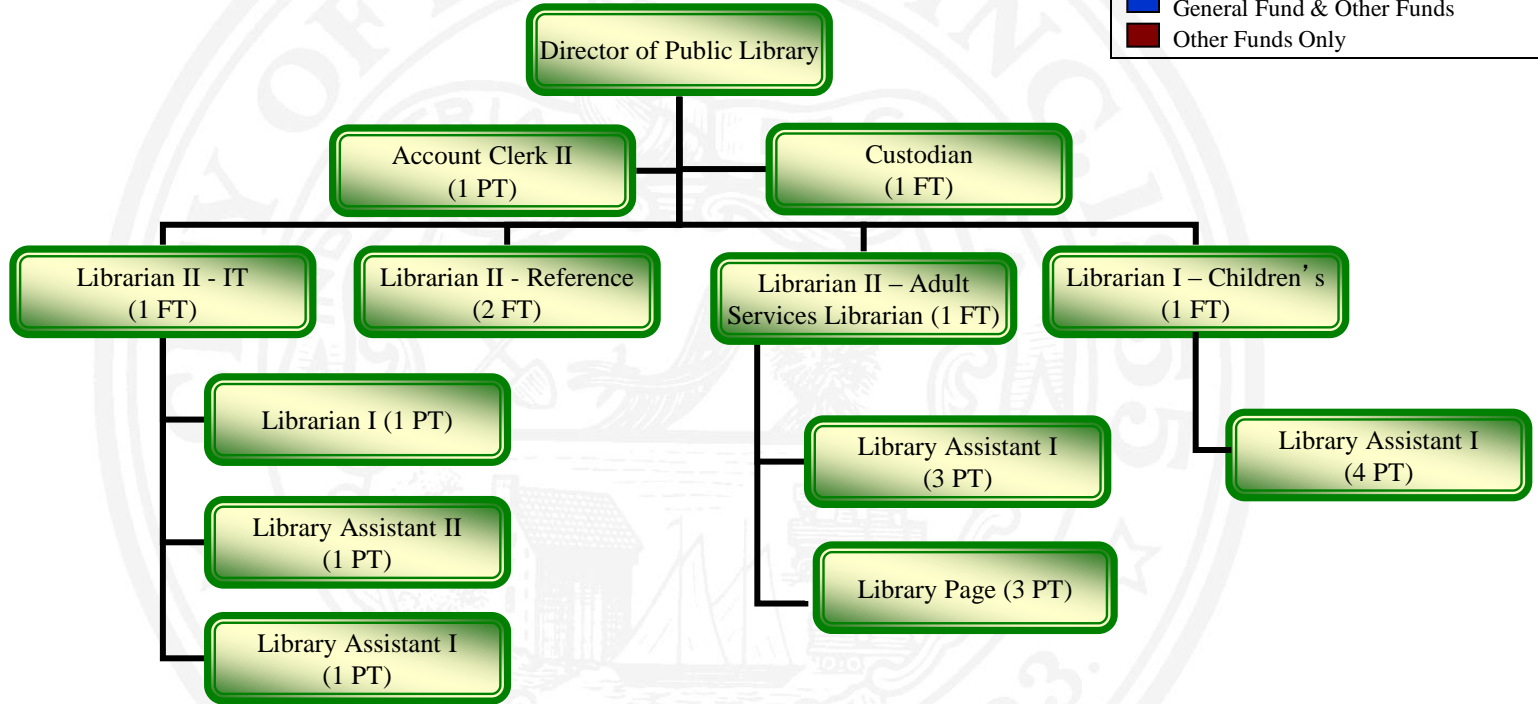 General Fund & Other Funds
Other Funds Only
Director of Public Library
Account Clerk II
(1 PT)
Custodian
(1 FT)
Librarian II - IT
(1 FT)
Librarian II - Reference
(2 FT)
Librarian II – Adult
Services Librarian (1 FT)
Librarian I – Children’s
(1 FT)
Librarian I (1 PT)
Library Assistant II
(1 PT)
Library Assistant I
(1 PT)
Library Assistant I
(3 PT)
Library Page (3 PT)
Library Assistant I
(4 PT)